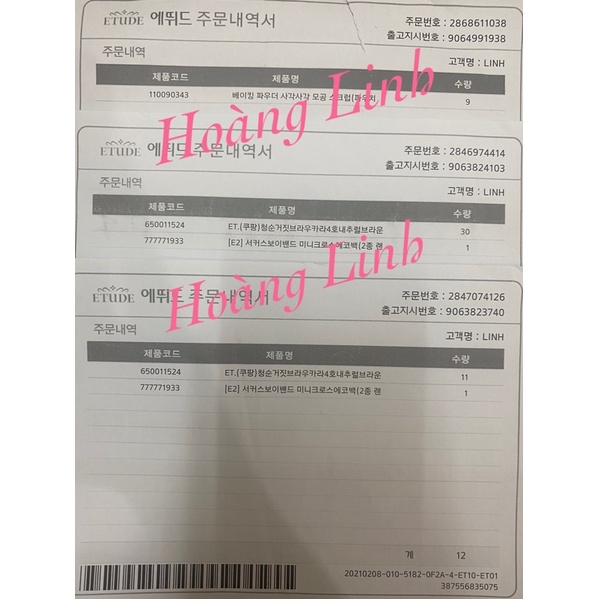 ETUDE 에뛰드 주문내역서
주문번호 : 2868611038
출고지시번호 : 9064991938
주문내역
고객명 : LINH
제품코드 제품명 수량
110090343 베이킹 파우더 사각사각 모공 스크럽(파우치 9
Hoàng Linh
ETUDE 에뛰드 주문내역서
주문번호 : 2846974414
출고지시번호 : 9063824103
주문내역
고객명 : LINH
제품코드 제품명 수량
650011524 ET.(쿠팡)청순거짓브라우카라4호내추럴브라운 30
777771933 [E2] 서커스보이밴드 미니크로스에코백(2종 랜 1
Hoàng Linh
ETUDE 에뛰드 주문내역서
주문번호 : 2847074126
출고지시번호 : 9063823740
주문내역
고객명 : LINH
제품코드 제품명 수량
650011524 ET.(쿠팡)청순거짓브라우카라4호내추럴브라운 11
777771933 [E2] 서커스보이밴드 미니크로스에코백(2종 랜 1
계 12
20210208-010-5182-0F2A-4-ET10-ET01
387556835075